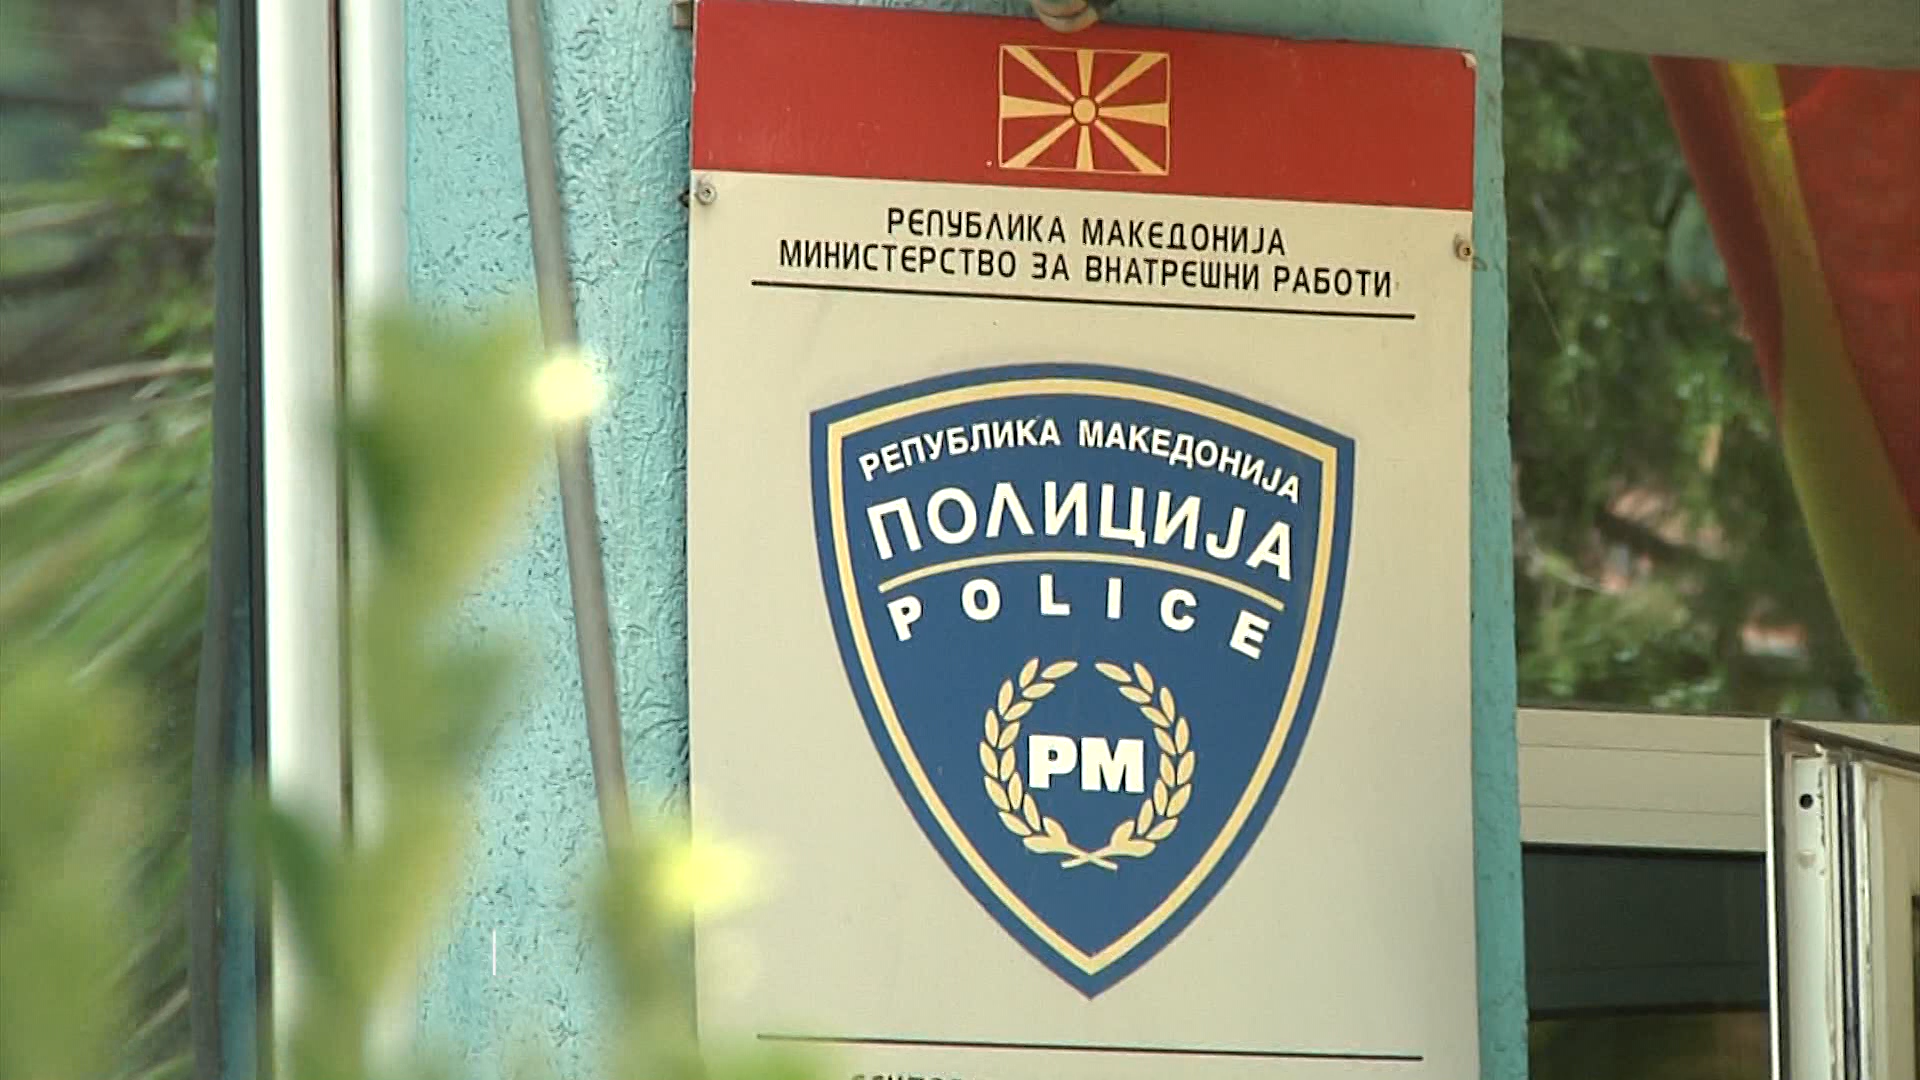 РЕПУБЛИКА МАКЕДОНИЈА
МИНИСТЕРСТВО ЗА ВНАТРЕШНИ РАБОТИ
РЕПУБЛИКА МАКЕДОНИЈА
ПОЛИЦИЈА
POLICE
РМ